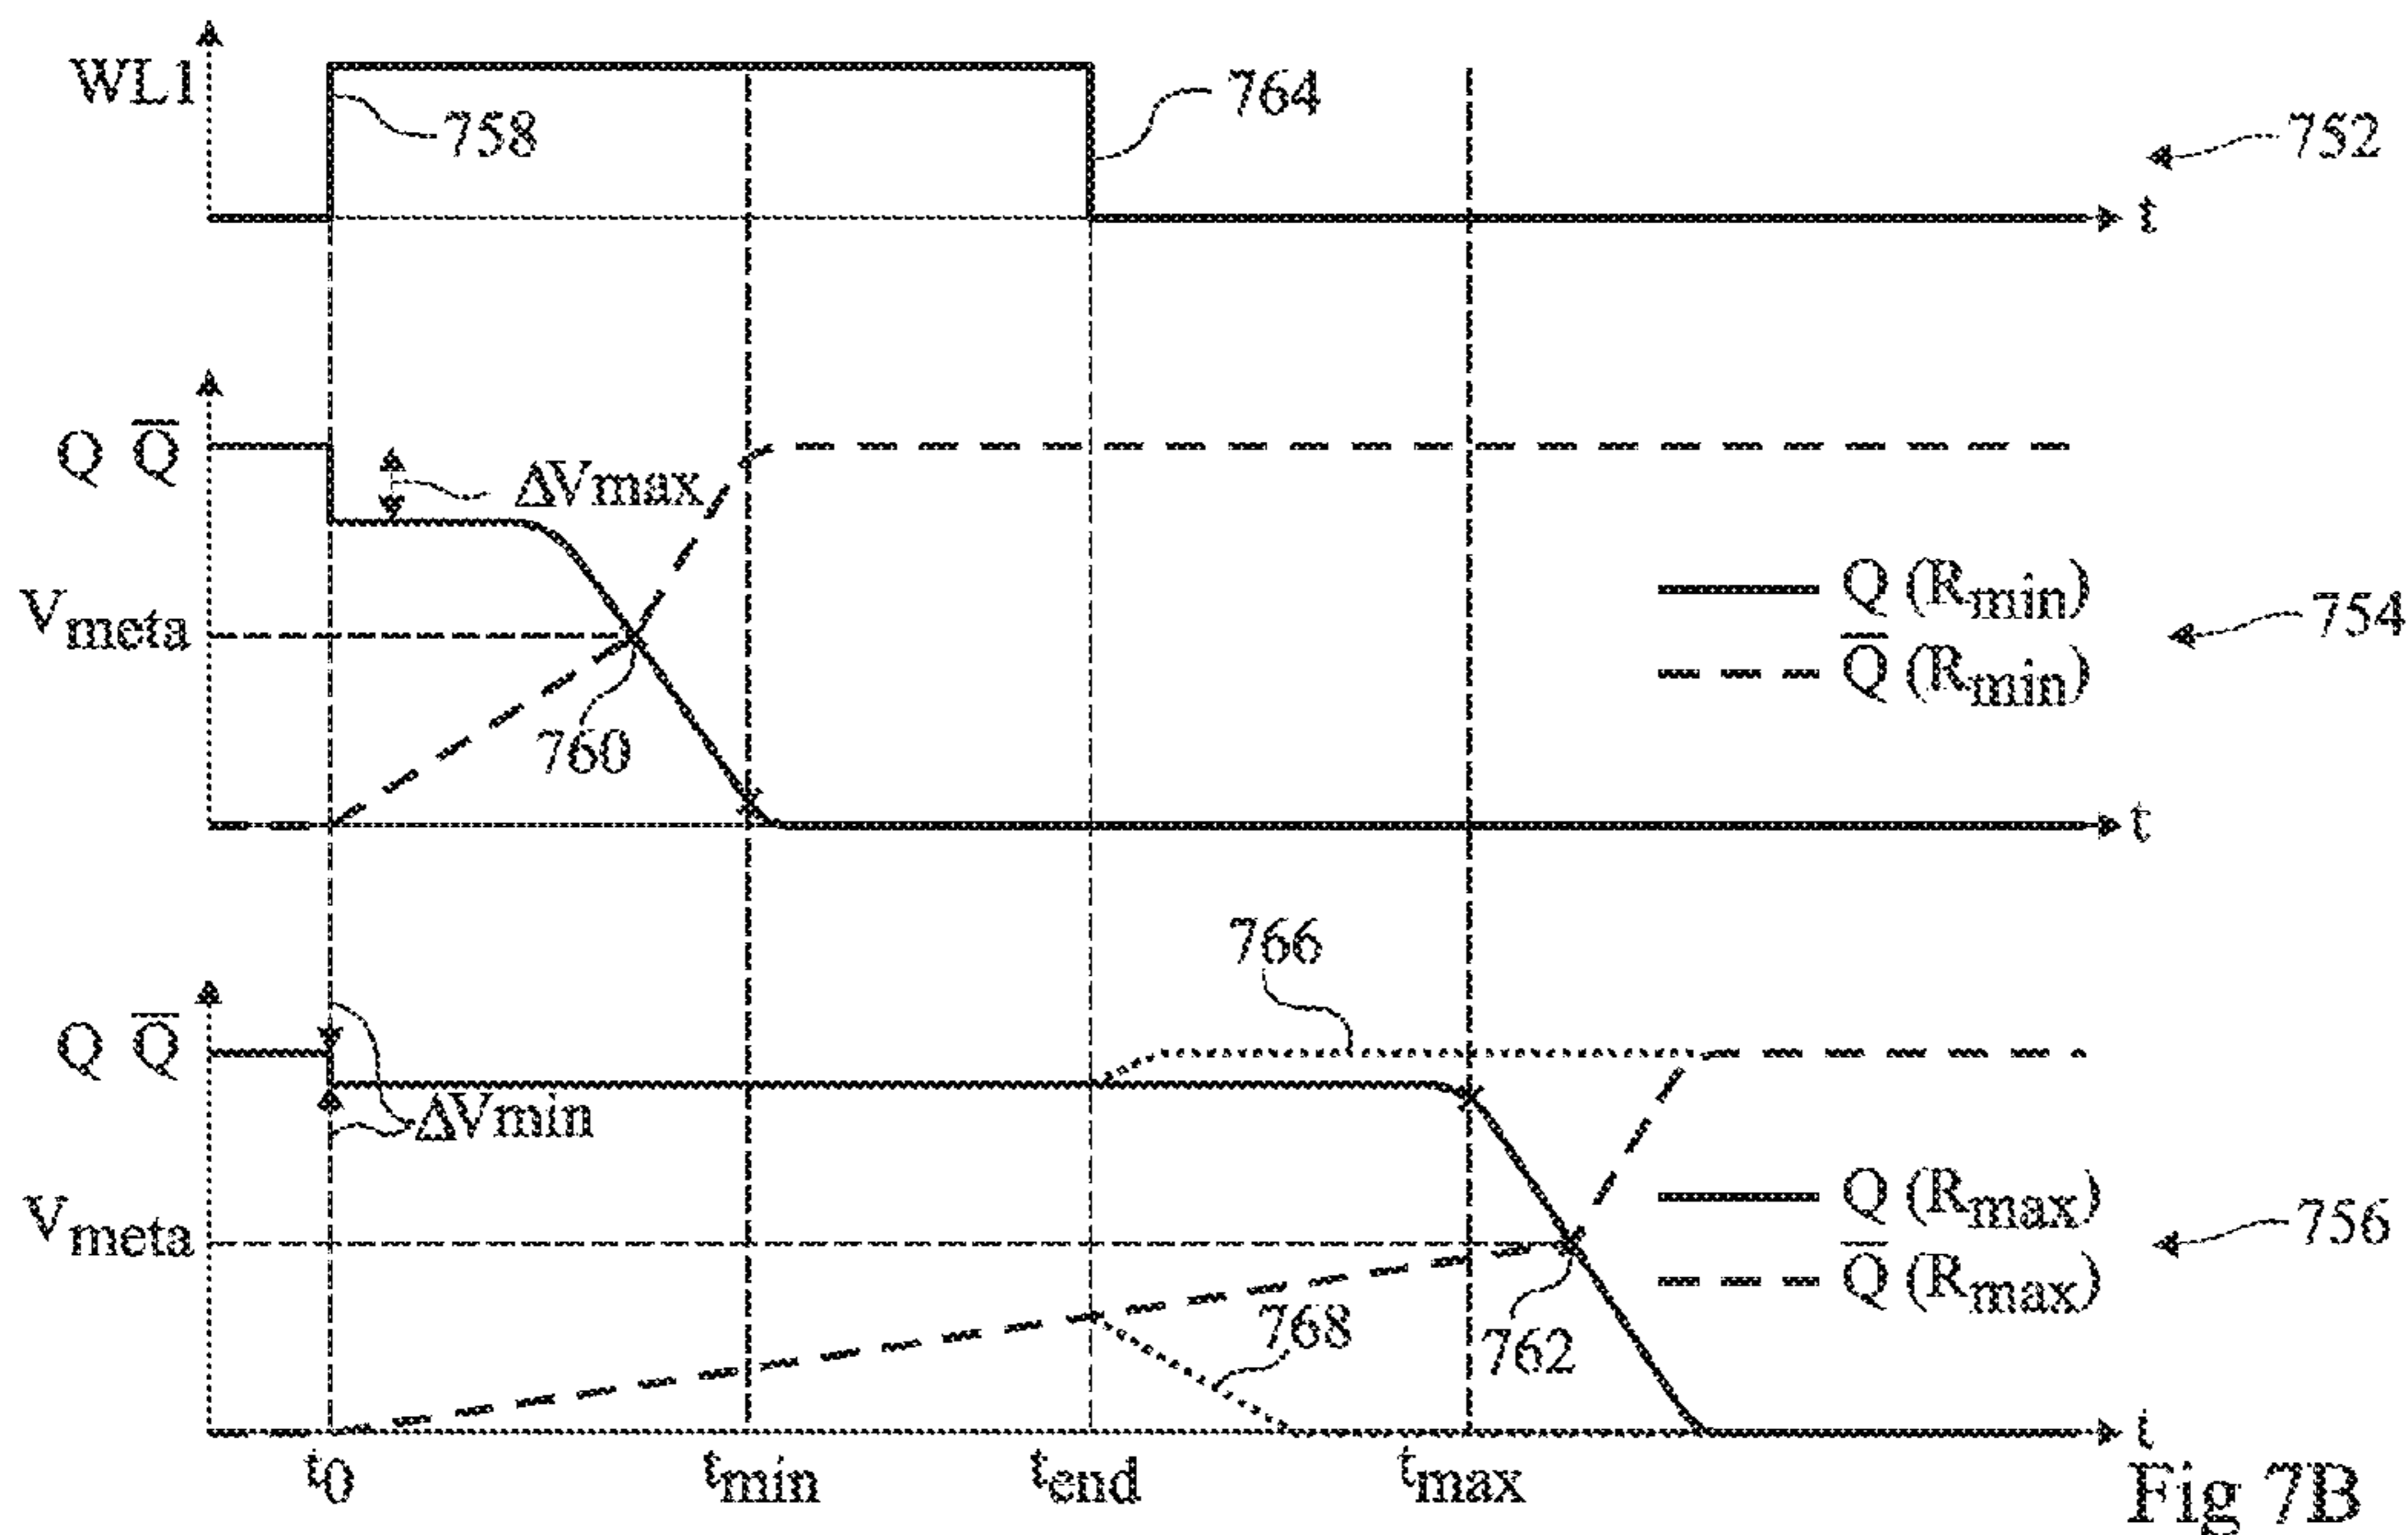 WL1
758
764
752
t
Q Q̅
ΔVmax
Vmeta
760
Q (Rmin)
Q̅ (Rmin)
754
t
766
Q Q̅
ΔVmin
Vmeta
768
762
Q (Rmax)
Q̅ (Rmax)
756
t
t0
tmin
tend
tmax
Fig 7B